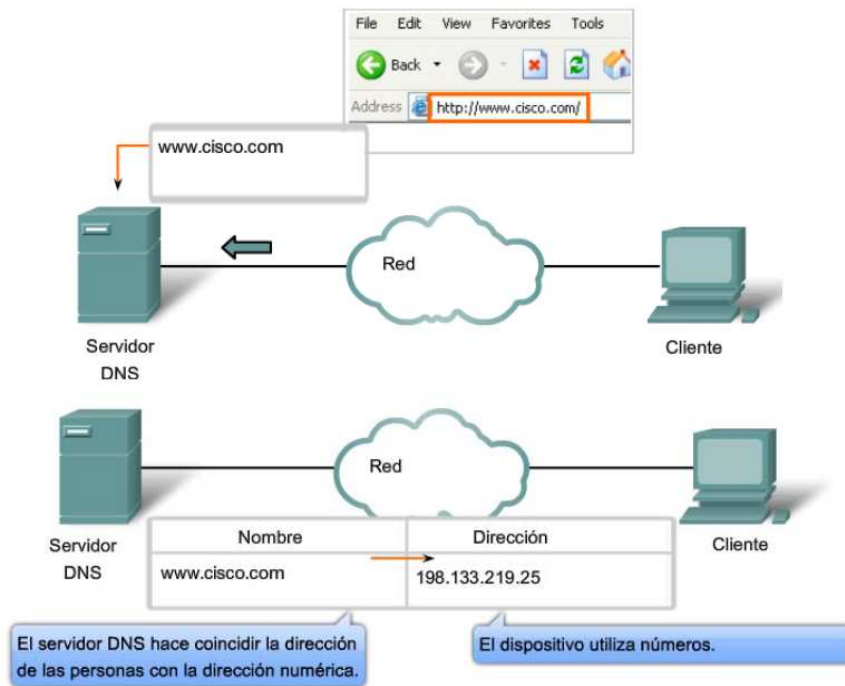 File Edit View Favorites Tools
Back
Address http://www.cisco.com/
www.cisco.com
Red
Servidor
DNS
Cliente
Red
Servidor
DNS
Cliente
Nombre Dirección
www.cisco.com 198.133.219.25
El servidor DNS hace coincidir la dirección
de las personas con la dirección numérica.
El dispositivo utiliza números.